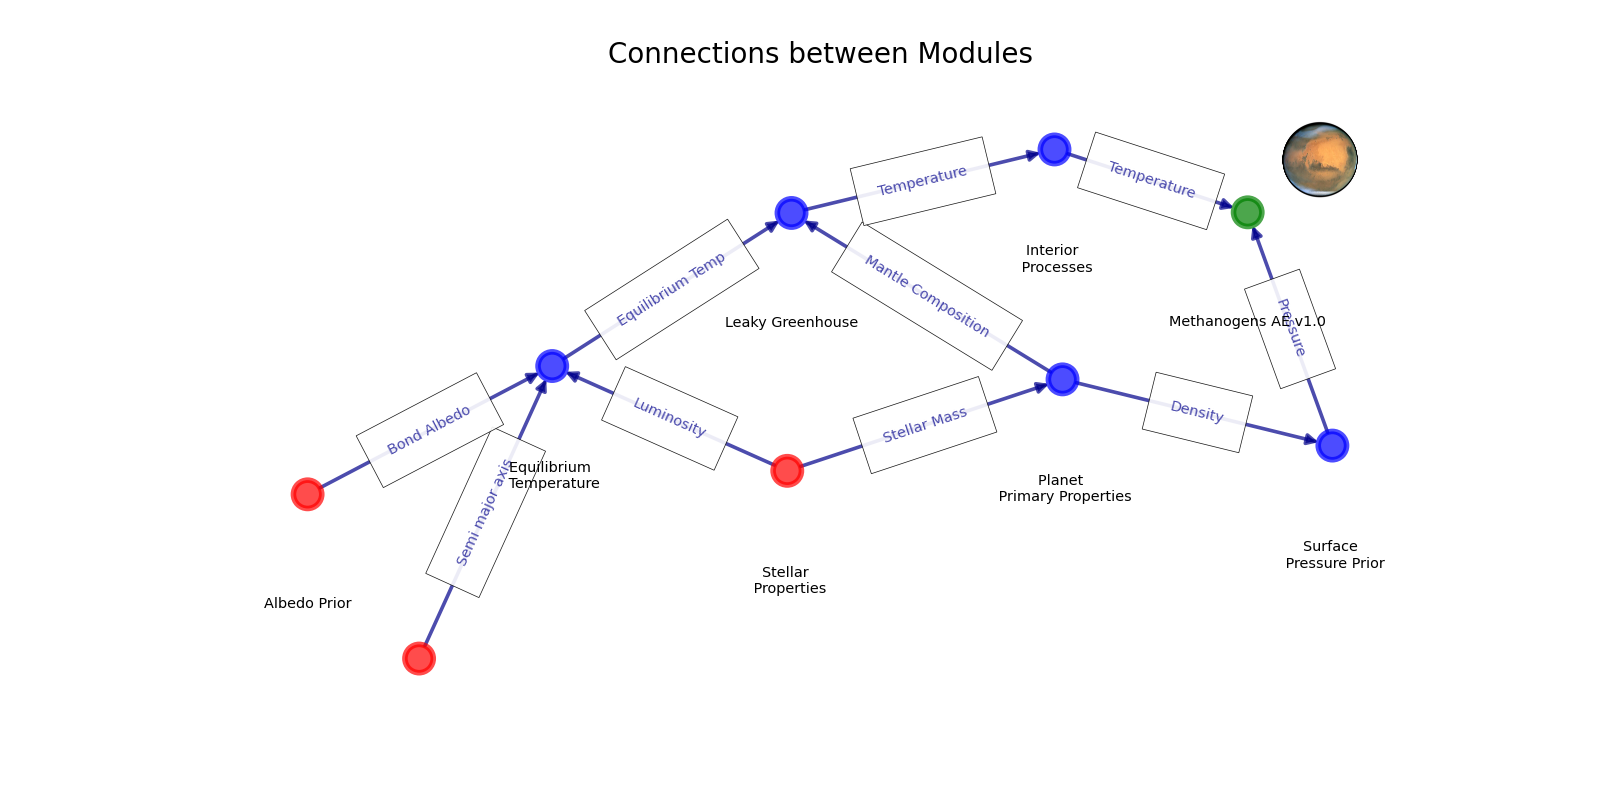 Connections between Modules
Temperature
Temperature
Equilibrium Temp
Mantle Composition
Interior
Processes
Leaky Greenhouse
Methanogens AE v1.0
Pressure
Bond Albedo
Luminosity
Stellar Mass
Density
Semi major axis
Equilibrium
Temperature
Planet
Primary Properties
Surface
Pressure Prior
Stellar
Properties
Albedo Prior